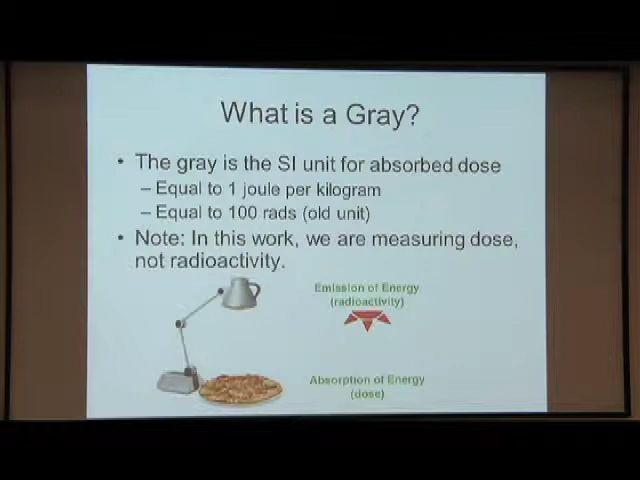 What is a Gray?
• The gray is the SI unit for absorbed dose
– Equal to 1 joule per kilogram
– Equal to 100 rads (old unit)
• Note: In this work, we are measuring dose,
not radioactivity.
Emission of Energy
(radioactivity)
Absorption of Energy
(dose)